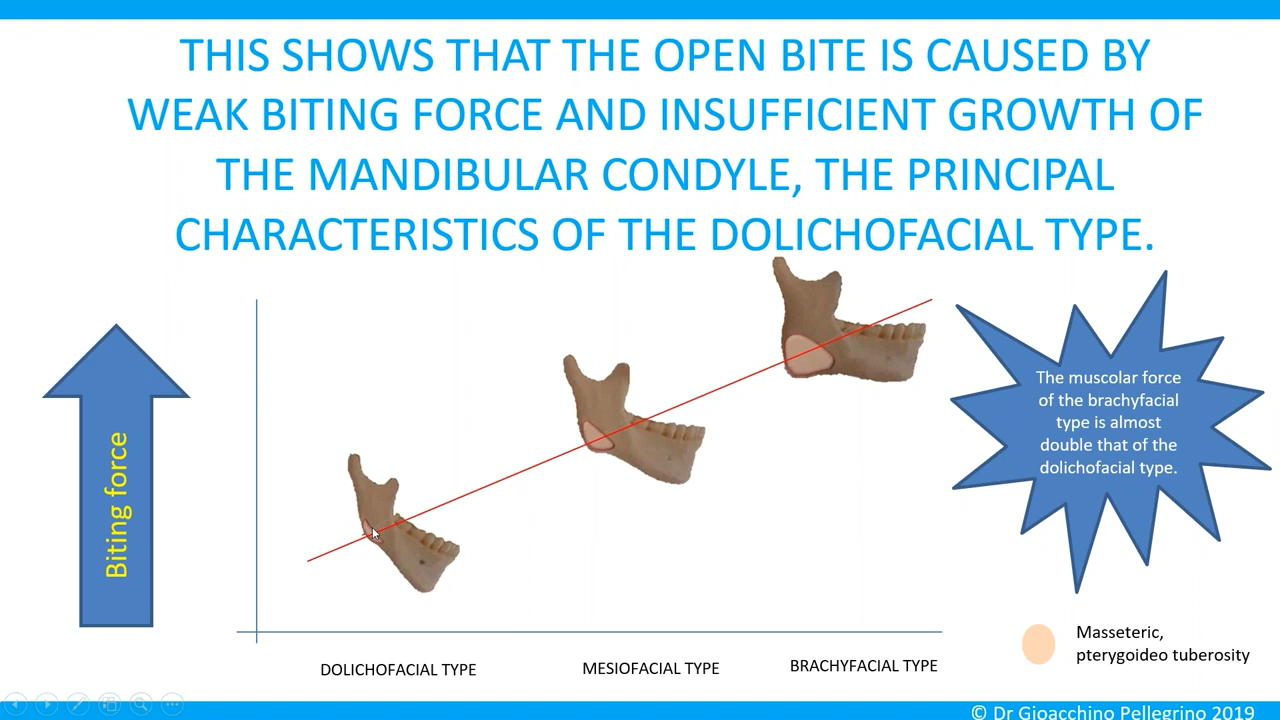 THIS SHOWS THAT THE OPEN BITE IS CAUSED BY
WEAK BITING FORCE AND INSUFFICIENT GROWTH OF
THE MANDIBULAR CONDYLE, THE PRINCIPAL
CHARACTERISTICS OF THE DOLICHOFACIAL TYPE.
Biting force
The muscolar force
of the brachyfacial
type is almost
double that of the
dolichofacial type.
Masseteric,
pterygoideo tuberosity
DOLICHOFACIAL TYPE
MESIOFACIAL TYPE
BRACHYFACIAL TYPE
© Dr Gioacchino Pellegrino 2019